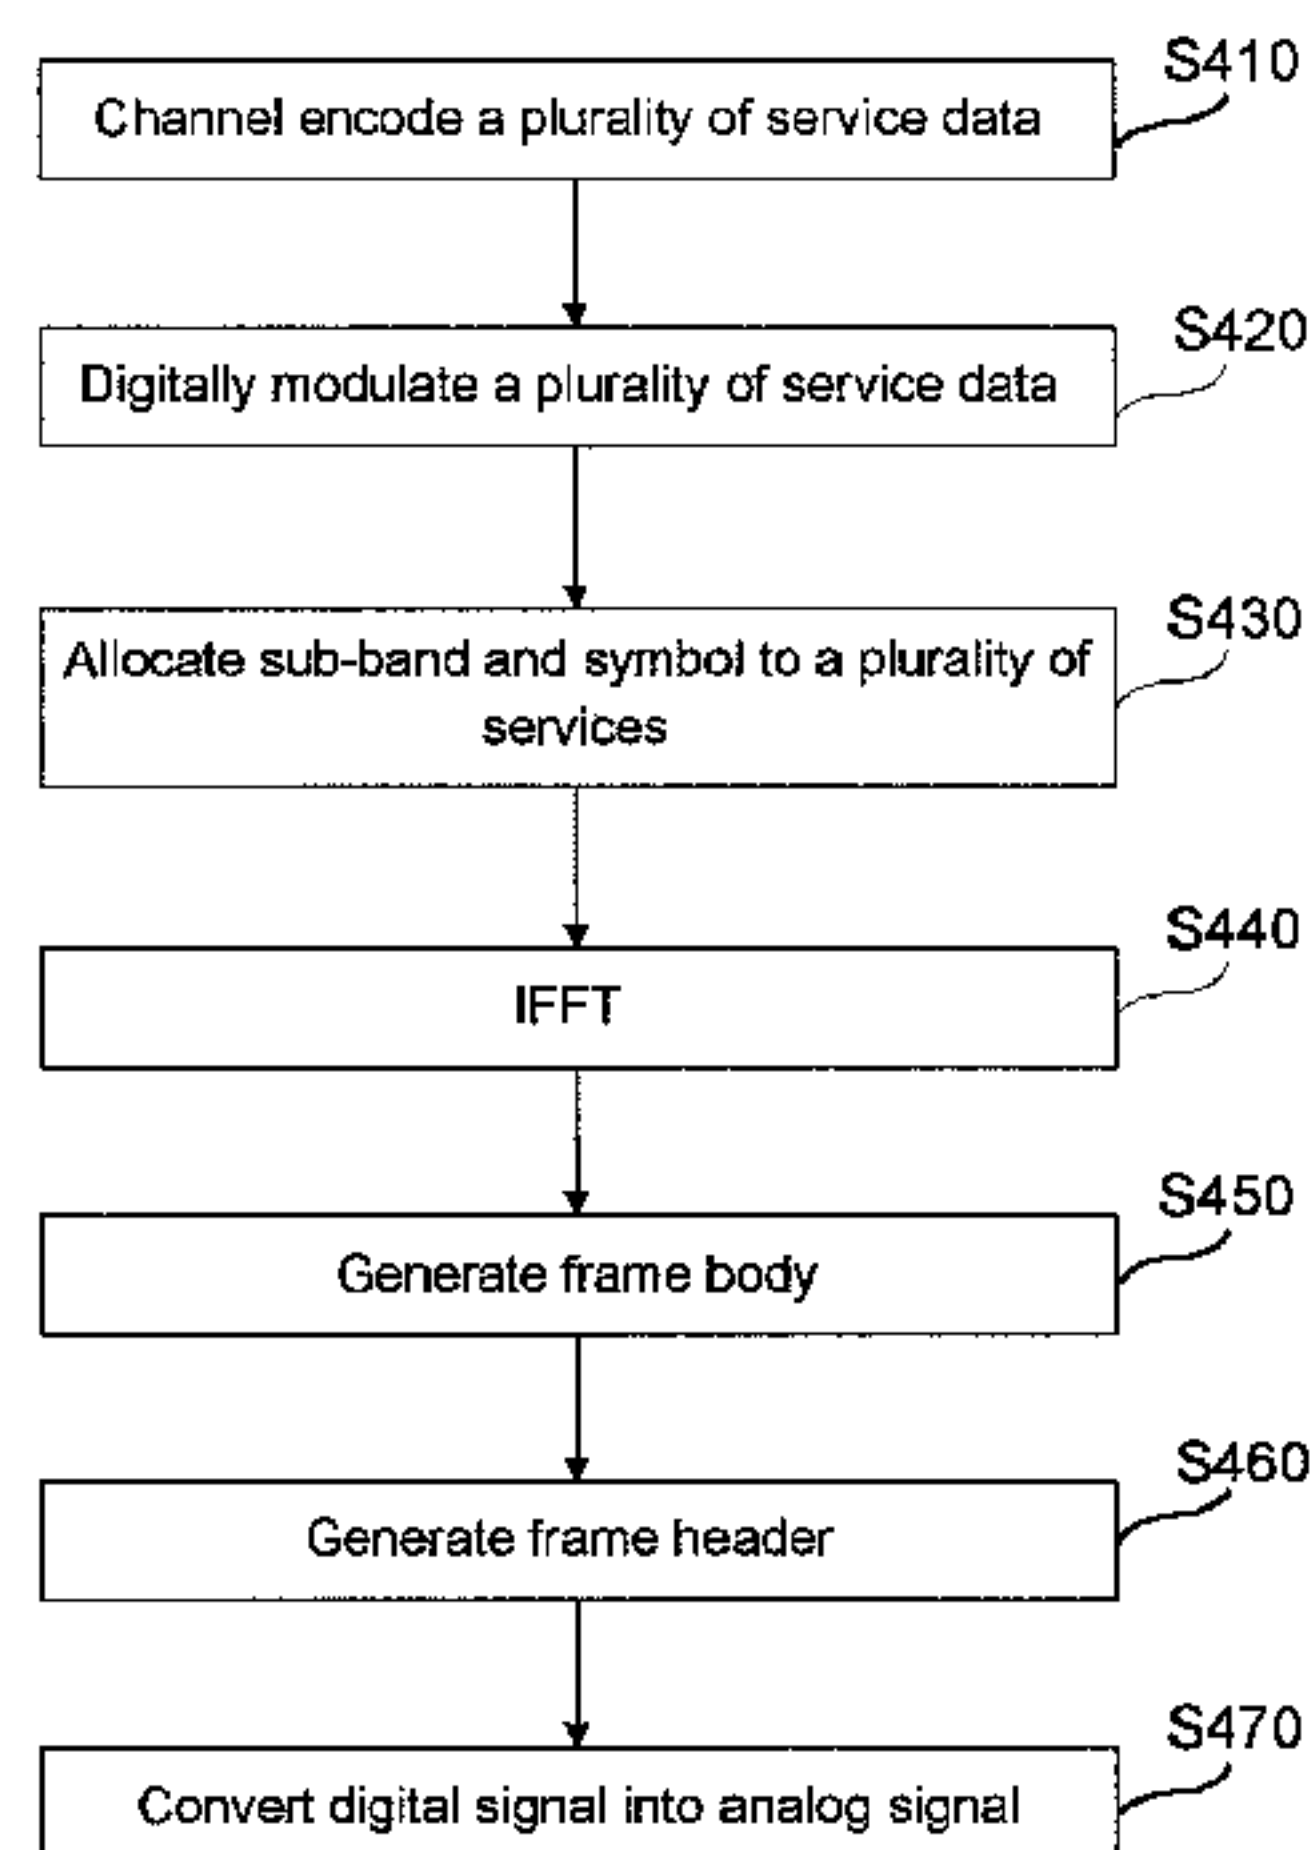 S410
Channel encode a plurality of service data
S420
Digitally modulate a plurality of service data
S430
Allocate sub-band and symbol to a plurality of
services
S440
IFFT
S450
Generate frame body
S460
Generate frame header
S470
Convert digital signal into analog signal